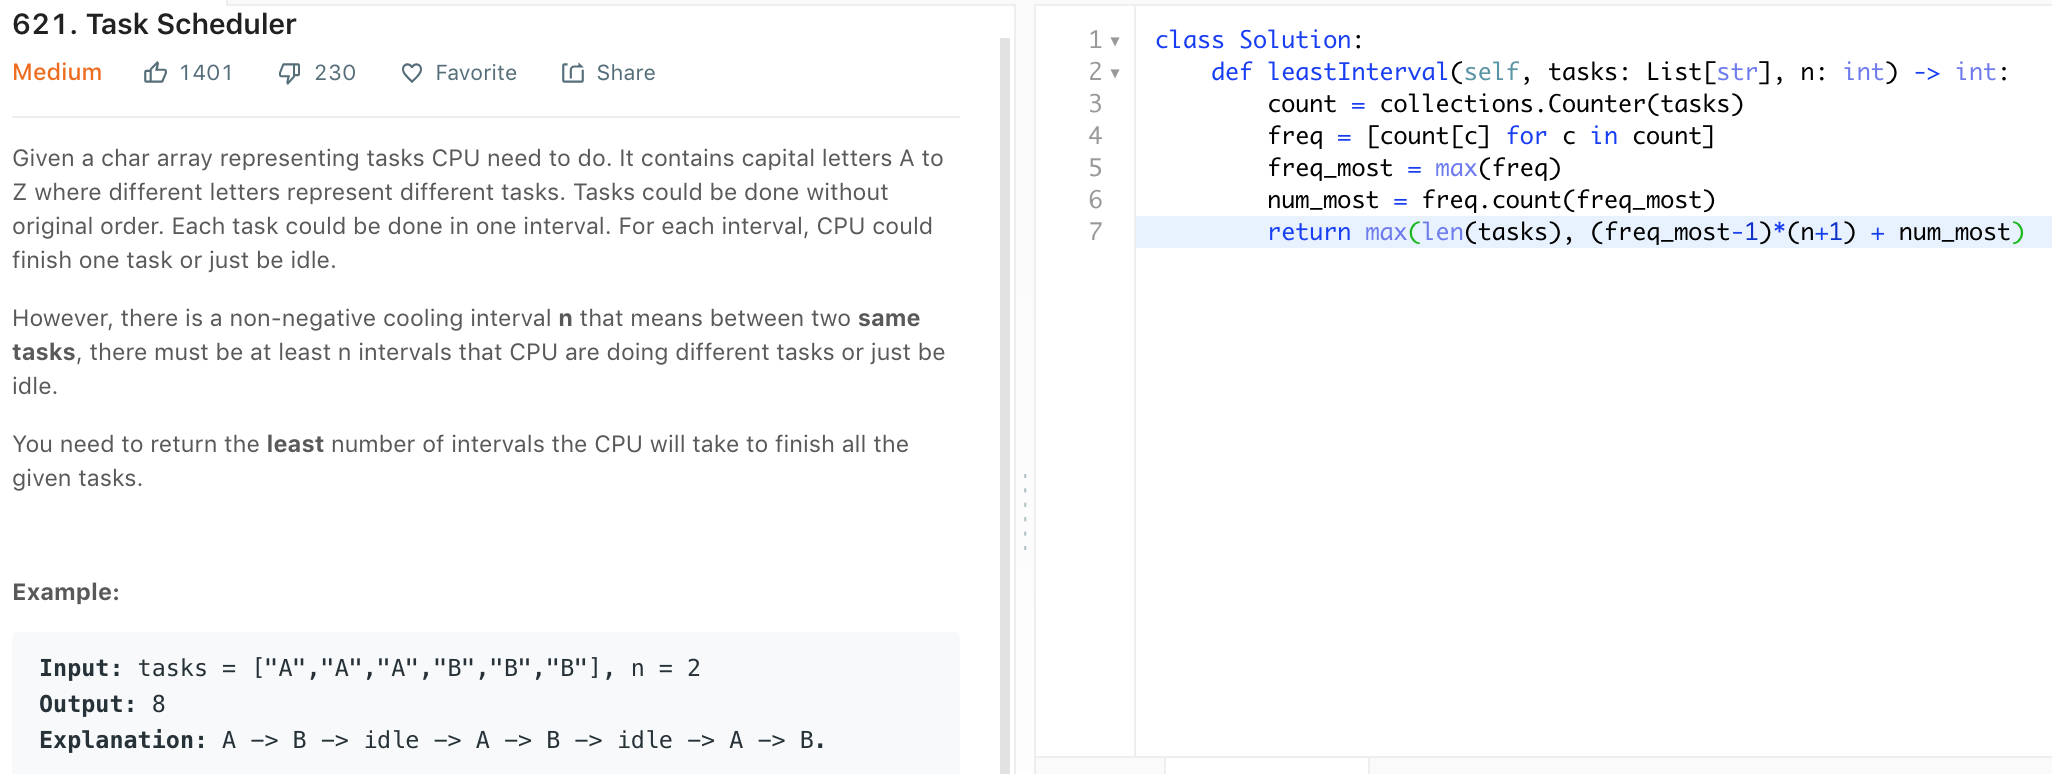 621. Task Scheduler
Medium 1401 230 Favorite Share
Given a char array representing tasks CPU need to do. It contains capital letters A to
Z where different letters represent different tasks. Tasks could be done without
original order. Each task could be done in one interval. For each interval, CPU could
finish one task or just be idle.
However, there is a non-negative cooling interval n that means between two same
tasks, there must be at least n intervals that CPU are doing different tasks or just be
idle.
You need to return the least number of intervals the CPU will take to finish all the
given tasks.
Example:
Input: tasks = ["A","A","A","B","B","B"], n = 2
Output: 8
Explanation: A -> B -> idle -> A -> B -> idle -> A -> B.
1 class Solution:
2     def leastInterval(self, tasks: List[str], n: int) -> int:
3         count = collections.Counter(tasks)
4         freq = [count[c] for c in count]
5         freq_most = max(freq)
6         num_most = freq.count(freq_most)
7         return max(len(tasks), (freq_most-1)*(n+1) + num_most)